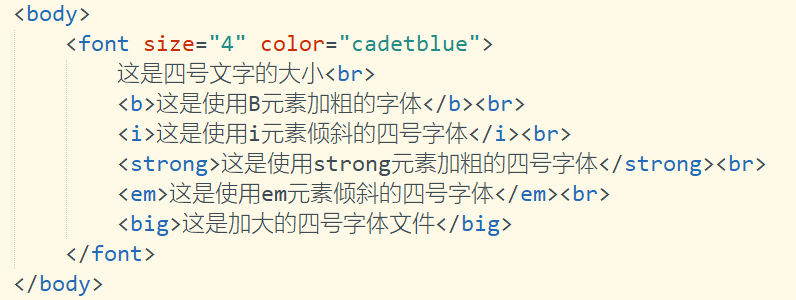 <body>
<font size="4" color="cadetblue">
这是四号文字的大小<br>
<b>这是使用B元素加粗的字体</b><br>
<i>这是使用i元素倾斜的四号字体</i><br>
<strong>这是使用strong元素加粗的四号字体</strong><br>
<em>这是使用em元素倾斜的四号字体</em><br>
<big>这是加大的四号字体文件</big>
</font>
</body>